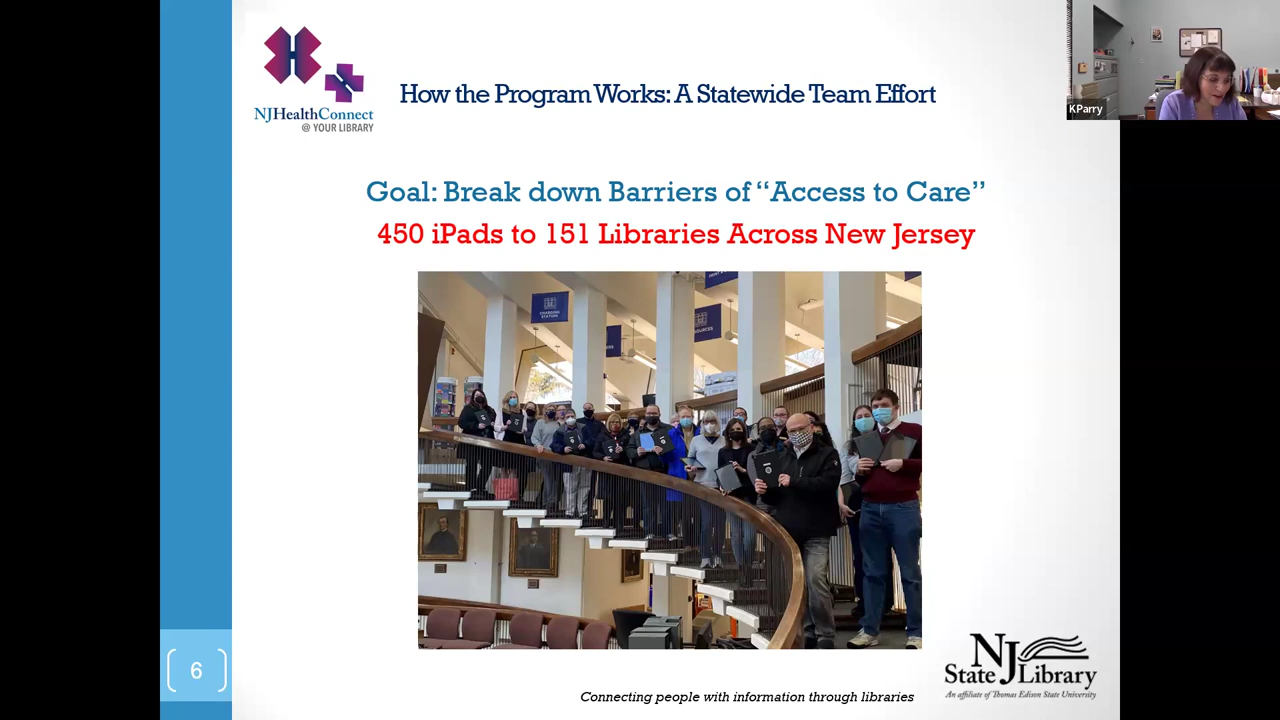 NJHealthConnect
@ YOUR LIBRARY
How the Program Works: A Statewide Team Effort
KParry
Goal: Break down Barriers of “Access to Care”
450 iPads to 151 Libraries Across New Jersey
CHARGING
STATION
6
NJ
State Library
An affiliate of Thomas Edison State University
Connecting people with information through libraries